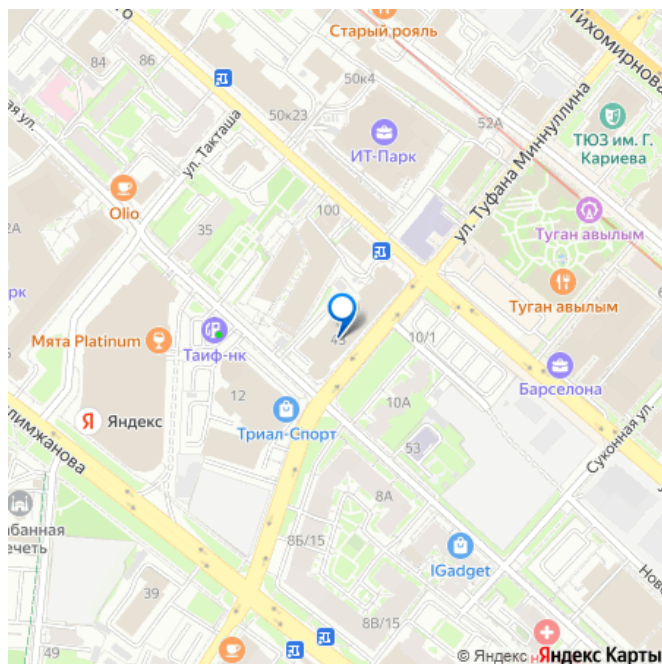 Старый рояль
Тихомирнова
84
86
50к4
50к23
52А
ул. Такташа
ИТ-Парк
ТЮЗ им. Г.
Кариева
ул. Туфана Миннуллина
Olio
100
35
Туган авылым
Туган авылым
Мята Platinum
Таиф-нк
10/1
Барселона
12
Яндекс
Триал-Спорт
10А
53
Суконная ул.
8А
8Б/15
IGadget
39
8В/15
49
© Яндекс
Яндекс Карты